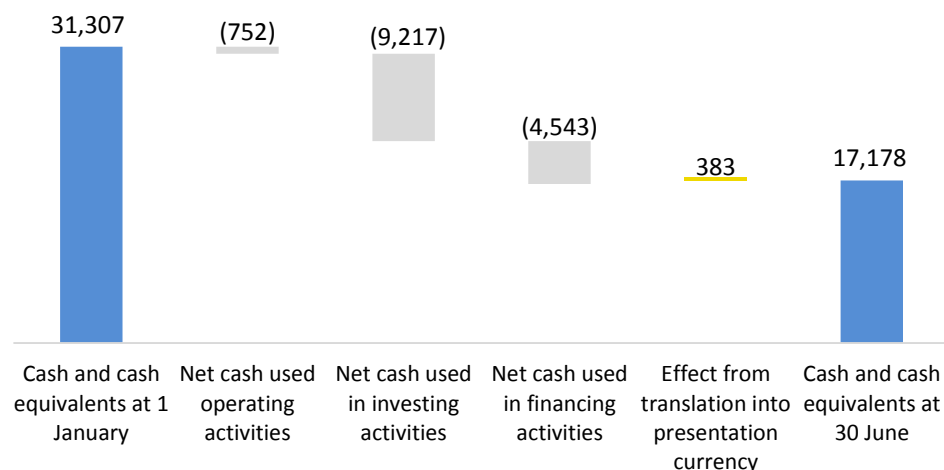 31,307
(752)
(9,217)
(4,543)
383
17,178
Cash and cash
equivalents at 1
January
Net cash used
operating
activities
Net cash used
in investing
activities
Net cash used
in financing
activities
Effect from
translation into
presentation
currency
Cash and cash
equivalents at
30 June